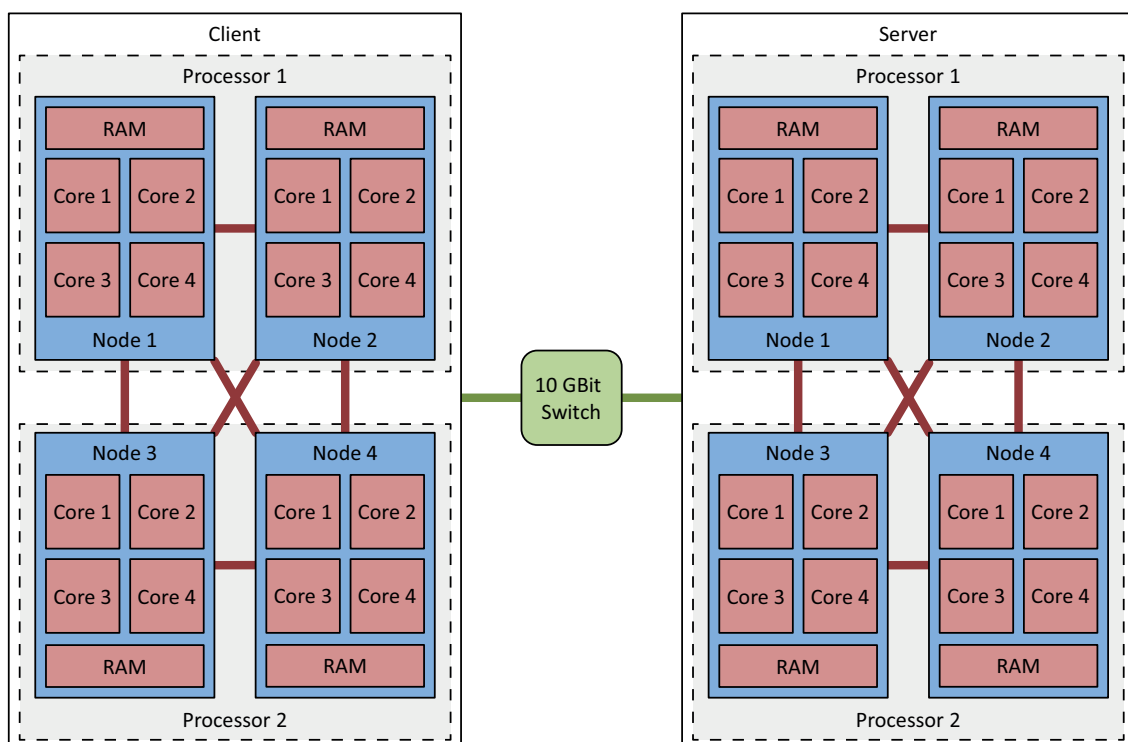 Client
Processor 1
RAM
Core 1
Core 2
Core 3
Core 4
Node 1
RAM
Core 1
Core 2
Core 3
Core 4
Node 2
Node 3
Core 1
Core 2
Core 3
Core 4
RAM
Node 4
Core 1
Core 2
Core 3
Core 4
RAM
Processor 2
10 GBit
Switch
Server
Processor 1
RAM
Core 1
Core 2
Core 3
Core 4
Node 1
RAM
Core 1
Core 2
Core 3
Core 4
Node 2
Node 3
Core 1
Core 2
Core 3
Core 4
RAM
Node 4
Core 1
Core 2
Core 3
Core 4
RAM
Processor 2